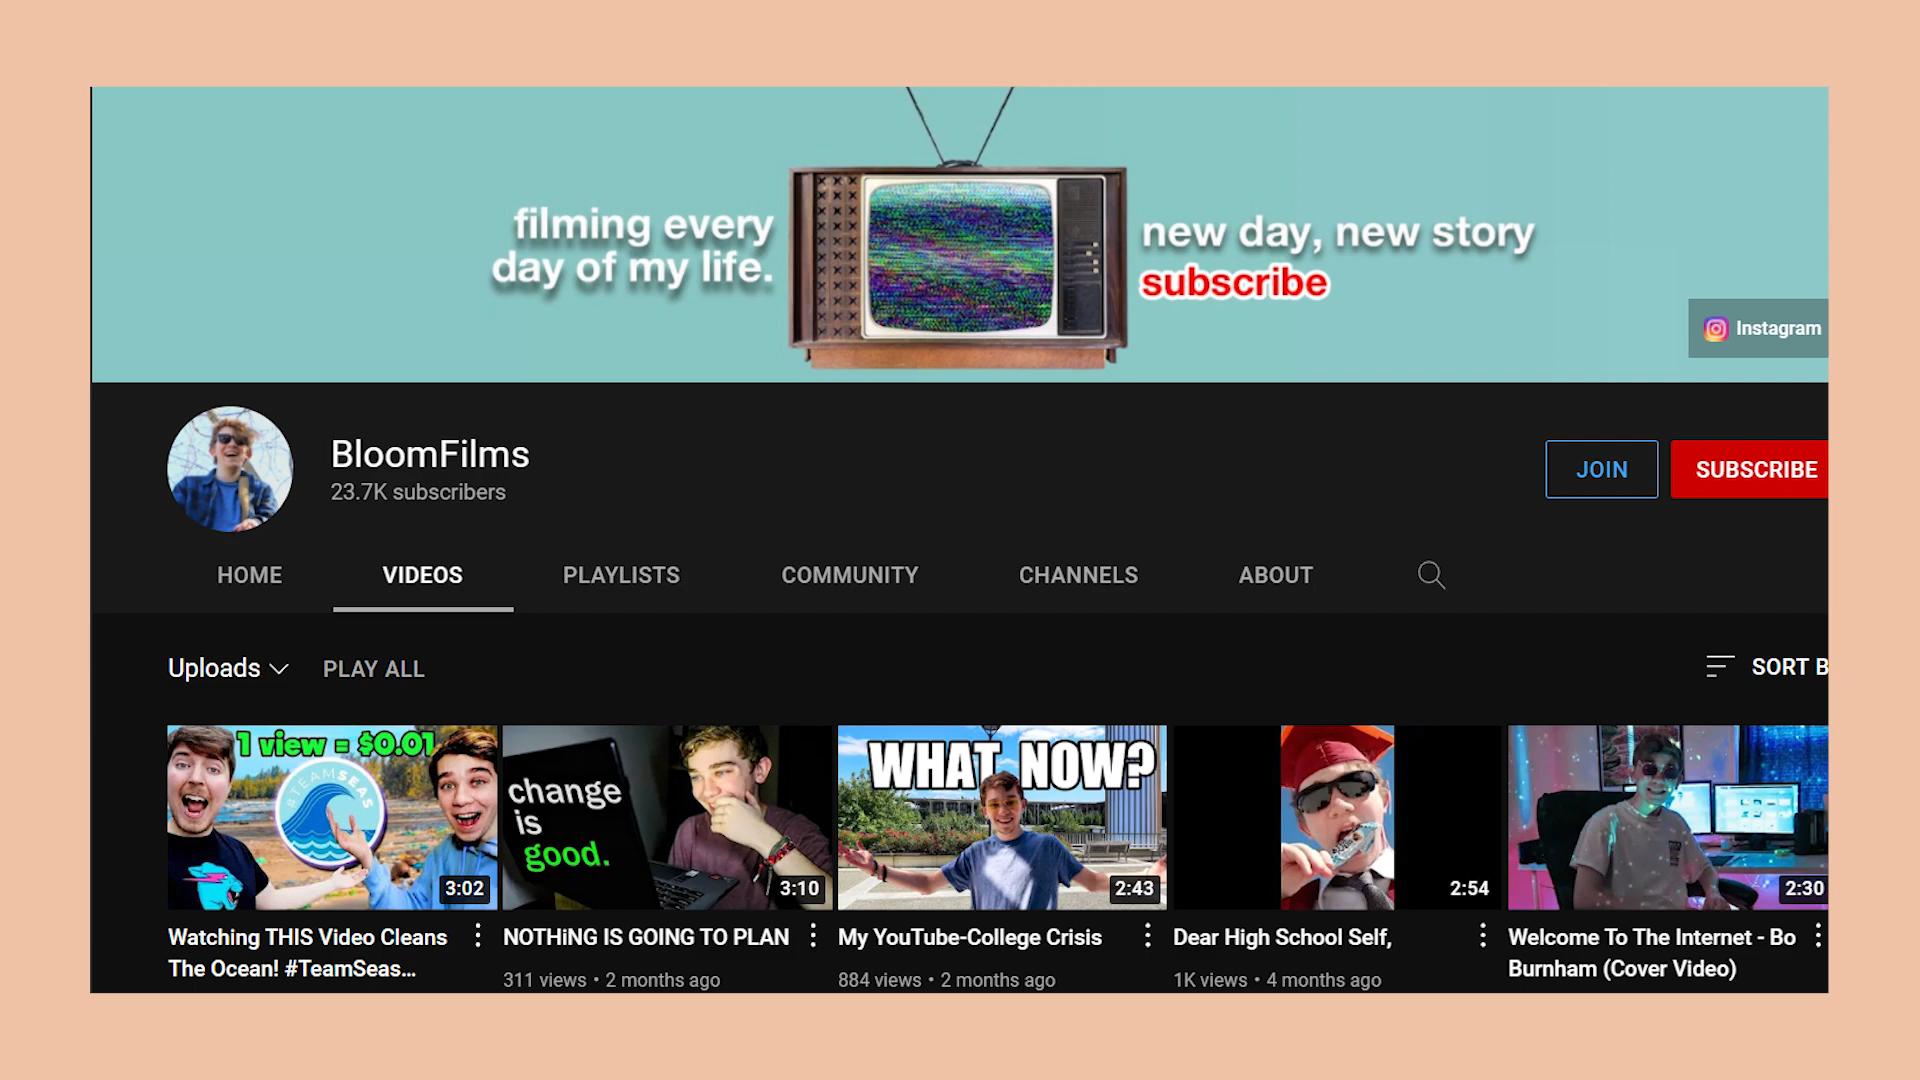 filming every
day of my life.
new day, new story
subscribe
Instagram
BloomFilms
23.7K subscribers
JOIN
SUBSCRIBE
HOME
VIDEOS
PLAYLISTS
COMMUNITY
CHANNELS
ABOUT
Uploads
PLAY ALL
SORT B
1 view = $0.01
#TEAMSEAS
3:02
change
is
good.
3:10
WHAT NOW?
2:43
2:54
2:30
Watching THIS Video Cleans
The Ocean! #TeamSeas...
NOTHiNG IS GOING TO PLAN
311 views • 2 months ago
My YouTube-College Crisis
884 views • 2 months ago
Dear High School Self,
1K views • 4 months ago
Welcome To The Internet - Bo
Burnham (Cover Video)